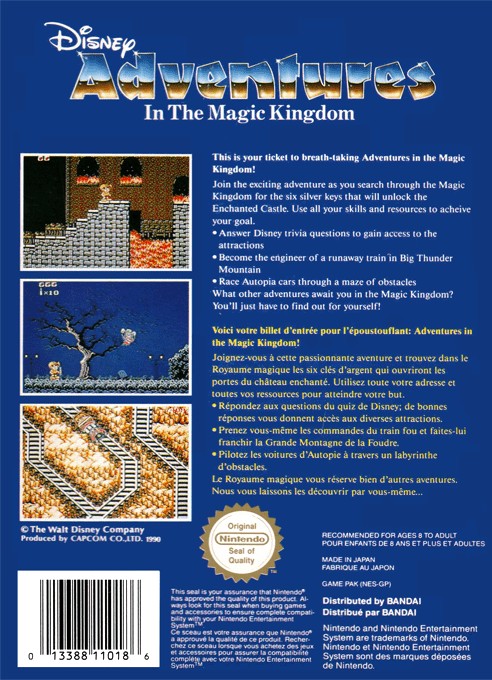 Disney
Adventures
In The Magic Kingdom
This is your ticket to breath-taking Adventures in the Magic
Kingdom!
Join the exciting adventure as you search through the Magic
Kingdom for the six silver keys that will unlock the
Enchanted Castle. Use all your skills and resources to acheive
your goal.
• Answer Disney trivia questions to gain access to the
attractions
• Become the engineer of a runaway train in Big Thunder
Mountain
• Race Autopia cars through a maze of obstacles
What other adventures await you in the Magic Kingdom?
You'll just have to find out for yourself!
1×10
Voici votre billet d'entrée pour l'époustouflant: Adventures in
the Magic Kingdom!
Joignez-vous à cette passionnante aventure et trouvez dans le
Royaume magique les six clés d'argent qui ouvriront les
portes du château enchanté. Utilisez toute votre adresse et
toutes vos ressources pour atteindre votre but.
• Répondez aux questions du quiz de Disney; de bonnes
réponses vous donnent accès aux diverses attractions.
• Prenez vous-même les commandes du train fou et faites-lui
franchir la Grande Montagne de la Foudre.
• Pilotez les voitures d'Autopie à travers un labyrinthe
d'obstacles.
Le Royaume magique vous réserve bien d'autres aventures.
Nous vous laissons les découvrir par vous-même...
© The Walt Disney Company
Produced by CAPCOM CO.,LTD. 1990
Original
Nintendo
Seal of
Quality
TM
RECOMMENDED FOR AGES 8 TO ADULT
POUR ENFANTS DE 8 ANS ET PLUS ET ADULTES
MADE IN JAPAN
FABRIQUE AU JAPON
GAME PAK (NES-GP)
Distributed by BANDAI
Distribué par BANDAI
Nintendo and Nintendo Entertainment
System are trademarks of Nintendo.
Nintendo et Nintendo Entertainment
System sont des marques déposées
de Nintendo.
This seal is your assurance that Nintendo®
has approved the quality of this product. Al-
ways look for this seal when buying games
and accessories to ensure complete compati-
bility with your Nintendo Entertainment
System™
Ce sceau est votre assurance que Nintendo®
a approuvé la qualité de ce produit. Recher-
chez ce sceau lorsque vous achetez des jeux
et accessoires pour assurer la compatibilité
complète avec votre Nintendo Entertainment
System™
0 13388 11018 6